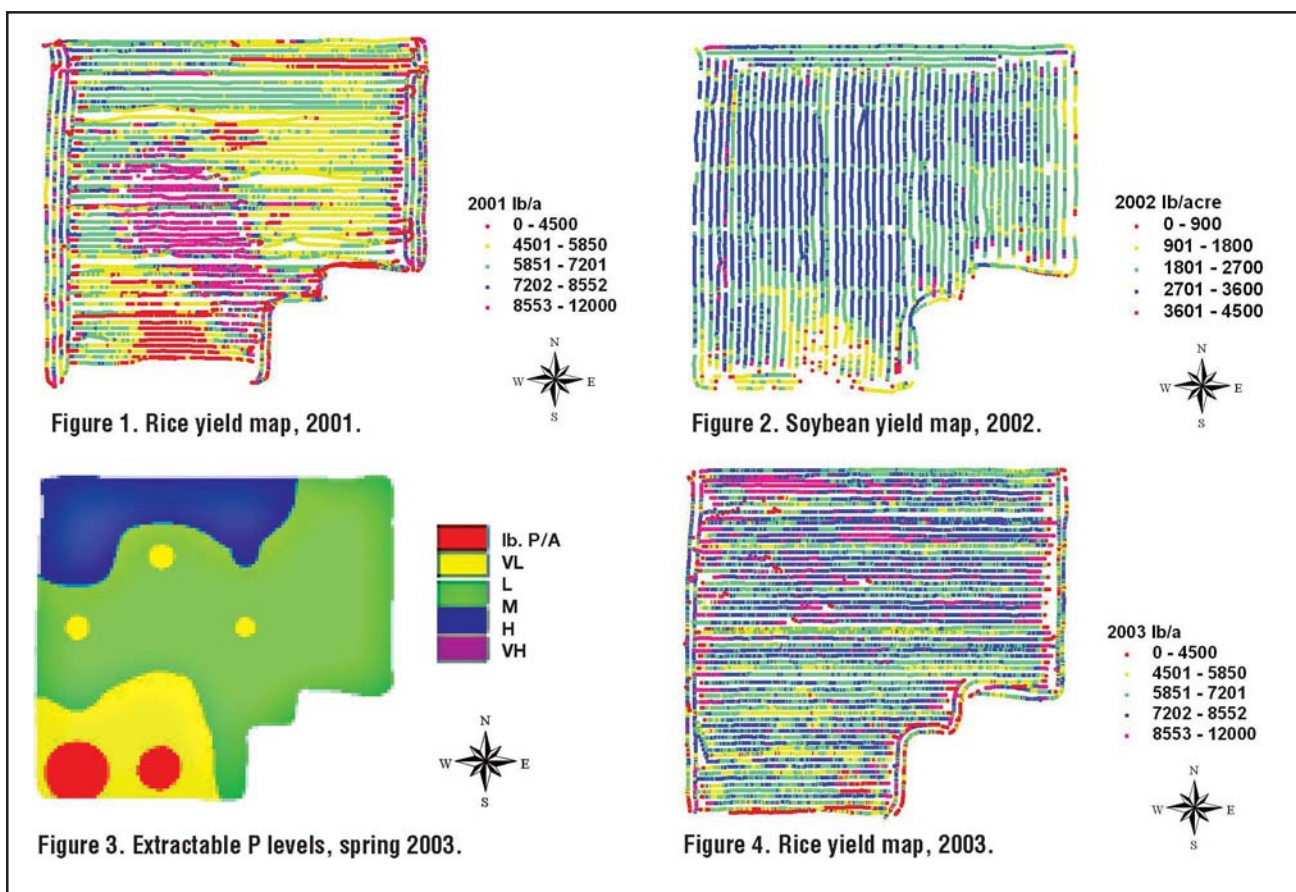 2001 lb/a
0 - 4500
4501 - 5850
5851 - 7201
7202 - 8552
8553 - 12000
N
W E
S
Figure 1. Rice yield map, 2001.
2002 lb/acre
0 - 900
901 - 1800
1801 - 2700
2701 - 3600
3601 - 4500
N
W E
S
Figure 2. Soybean yield map, 2002.
lb. P/A
VL
L
M
H
VH
N
W E
S
Figure 3. Extractable P levels, spring 2003.
2003 lb/a
0 - 4500
4501 - 5850
5851 - 7201
7202 - 8552
8553 - 12000
N
W E
S
Figure 4. Rice yield map, 2003.